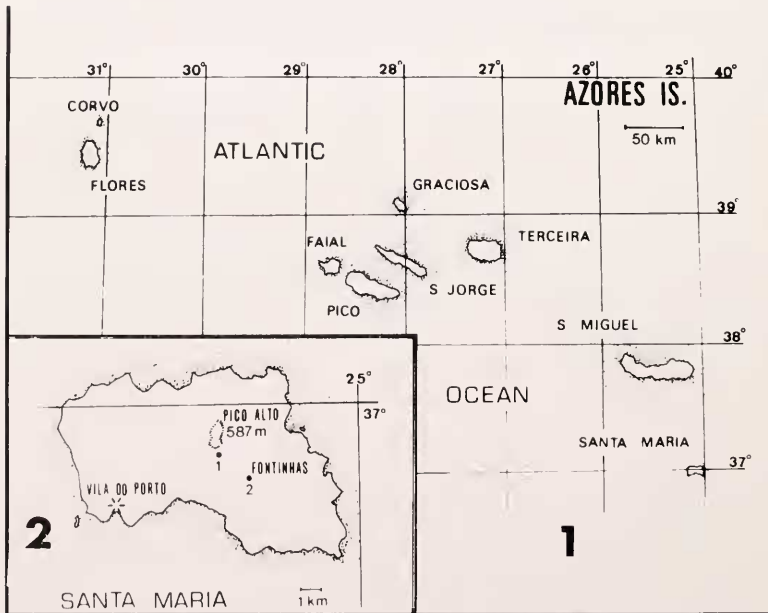 31° 30° 29° 28° 27° 26° 25° 40°
CORVO
AZORES IS.
50 km
ATLANTIC
FLORES
GRACIOSA
39°
FAIAL
TERCEIRA
S JORGE
PICO
S MIGUEL
38°
OCEAN
SANTA MARIA
37°
1
25°
37°
PICO ALTO
587m
1
FONTINHAS
2
VILA DO PORTO
2
SANTA MARIA
1 km